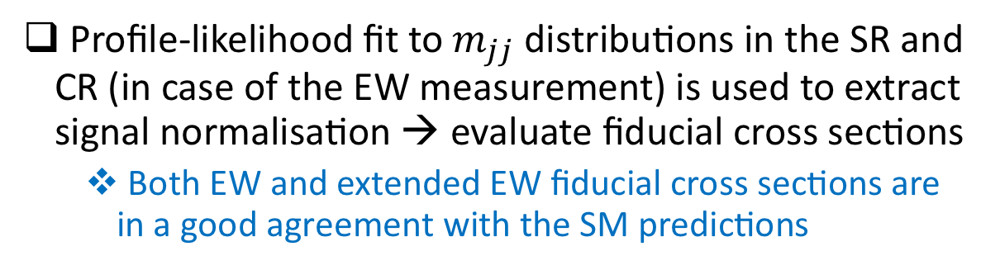 ❑ Profile-likelihood fit to m_jj distributions in the SR and
CR (in case of the EW measurement) is used to extract
signal normalisation → evaluate fiducial cross sections
❖ Both EW and extended EW fiducial cross sections are
in a good agreement with the SM predictions